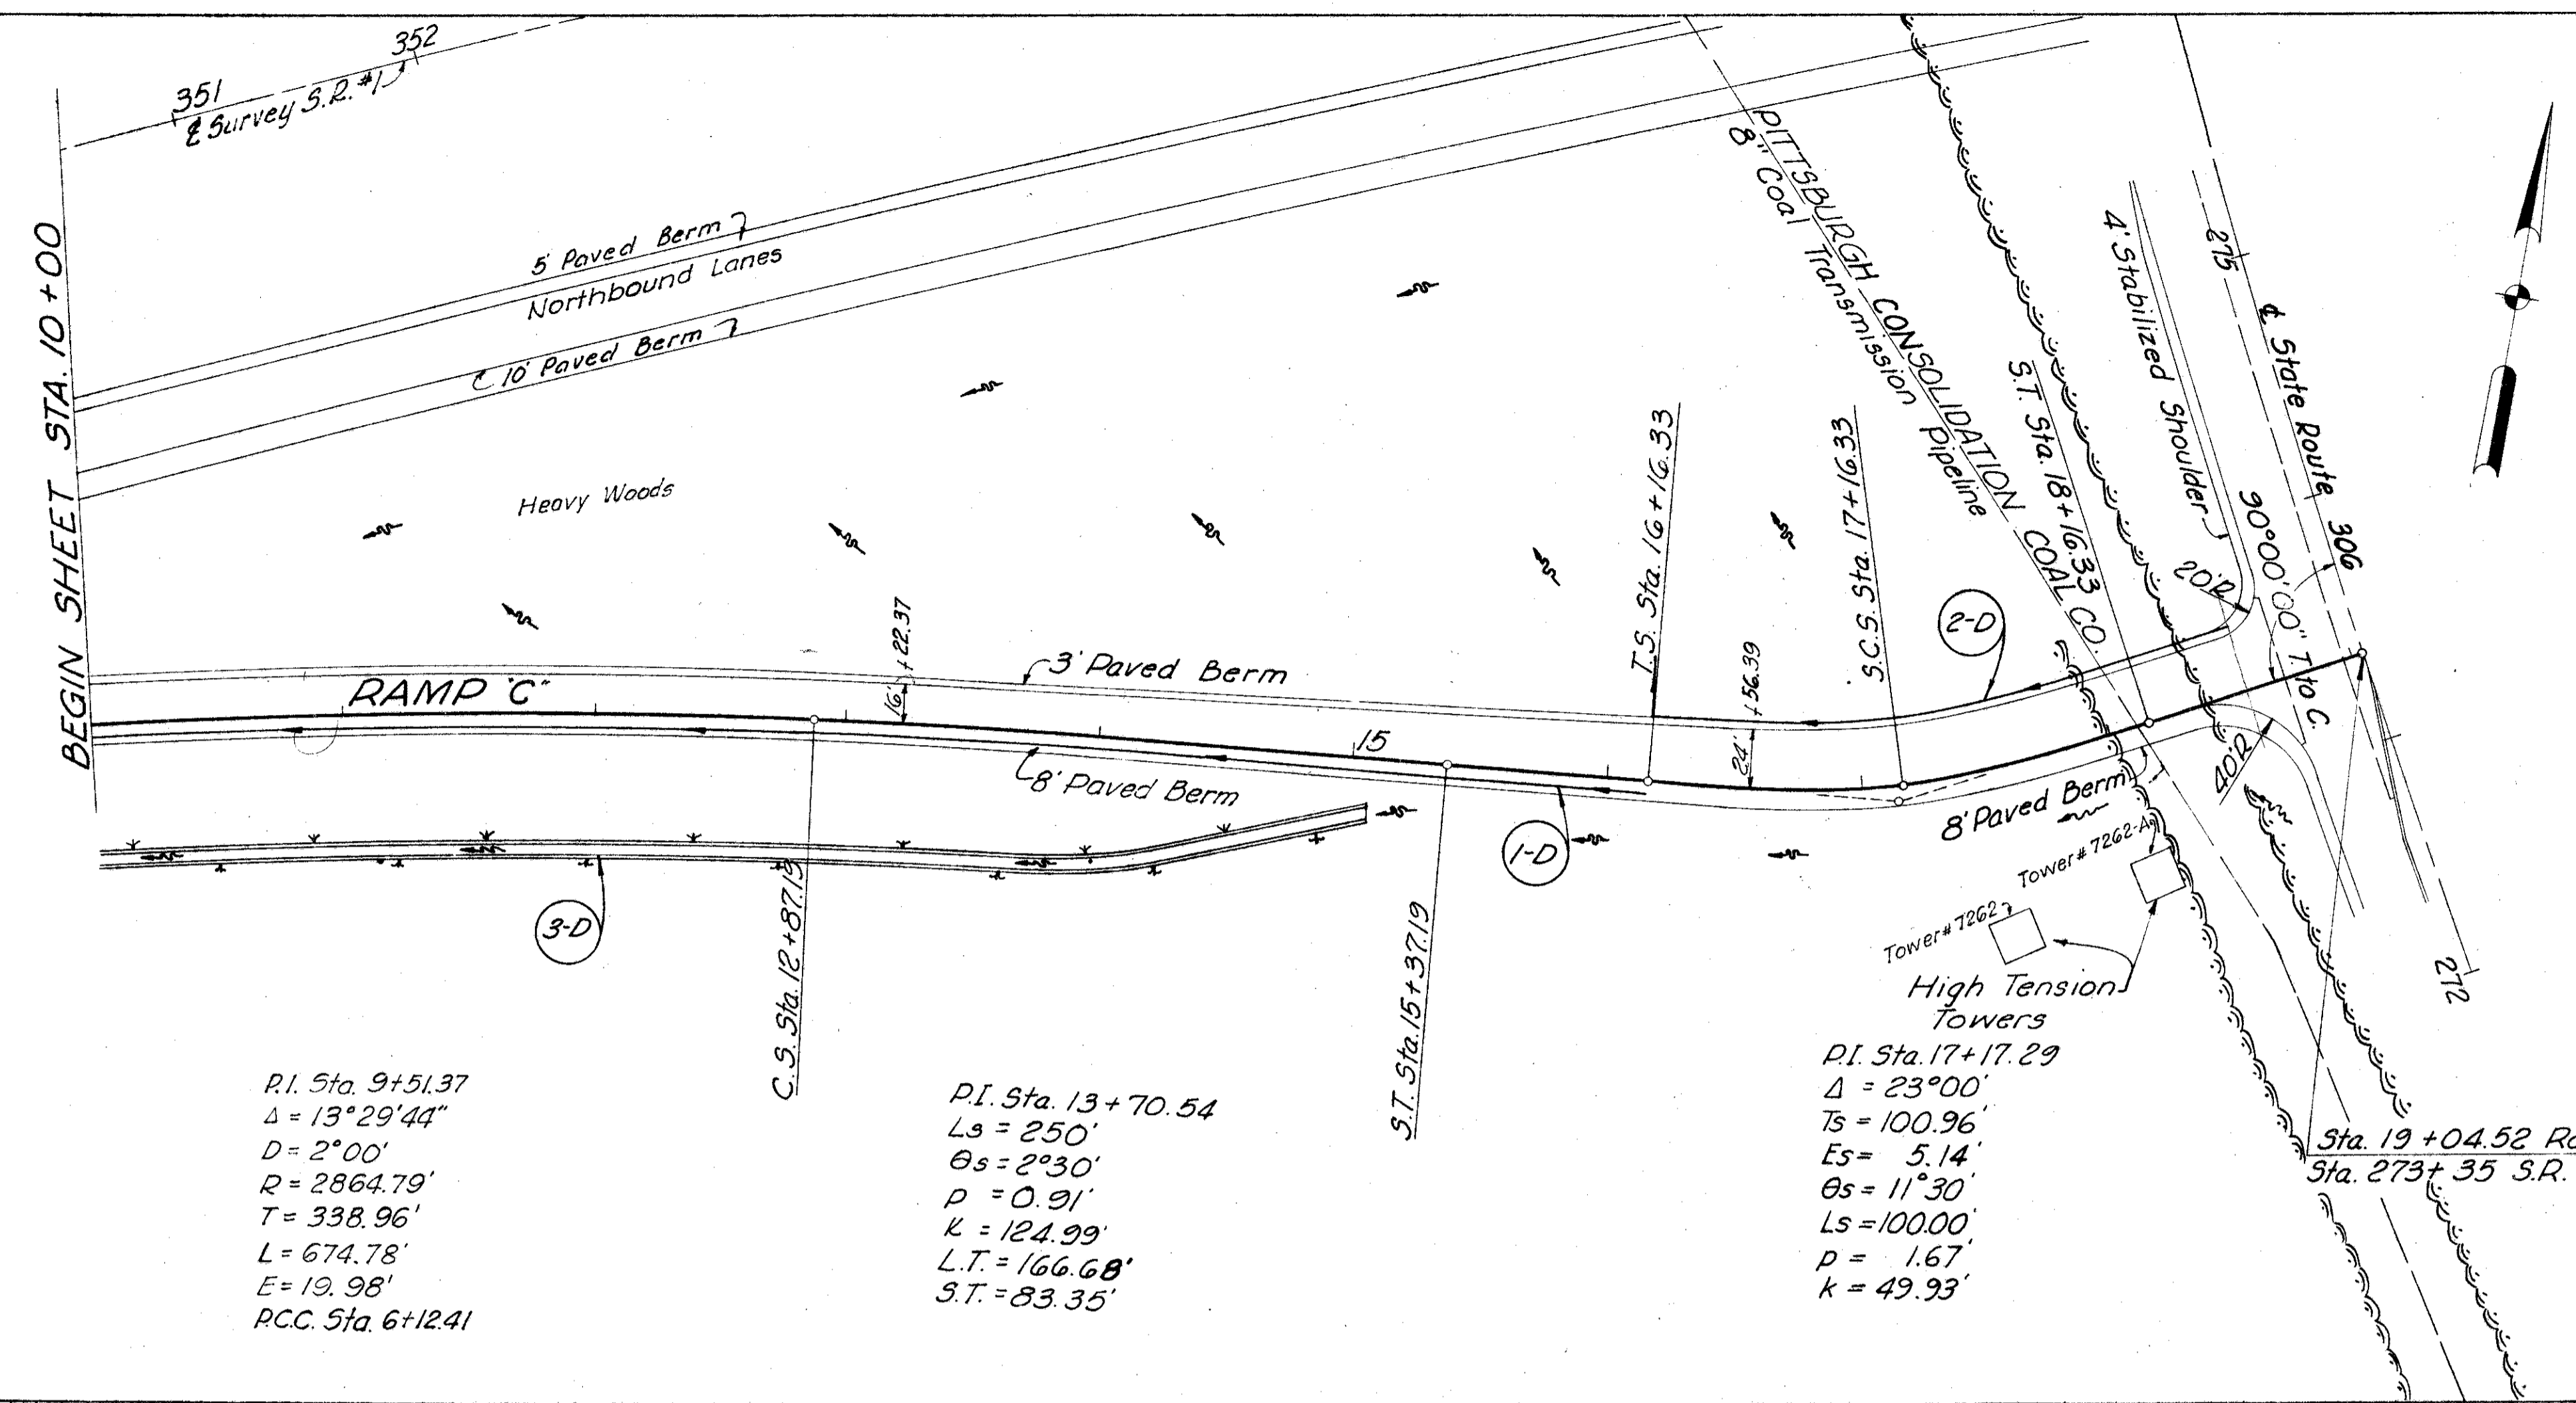 351
352
℄ Survey S.R. #1
BEGIN SHEET STA. 10+00
5' Paved Berm
Northbound Lanes
10' Paved Berm
Heavy Woods
PITTSBURGH CONSOLIDATION COAL CO.
8" Coal Transmission Pipeline
4' Stabilized Shoulder
275
℄ State Route 306
90°00'00" T. to C.
20'R
S.T. Sta. 18+16.33
S.C.S. Sta. 17+16.33
T.S. Sta. 16+16.33
2-D
+56.39
24'
+22.37
16'
3' Paved Berm
RAMP "C"
15
8' Paved Berm
8' Paved Berm
40'R
1-D
3-D
C.S. Sta. 12+87.19
S.T. Sta. 15+37.19
Tower# 7262-A
Tower# 7262
High Tension
Towers
272
P.I. Sta. 9+51.37
Δ = 13°29'44"
D = 2°00'
R = 2864.79'
T = 338.96'
L = 674.78'
E = 19.98'
P.C.C. Sta. 6+12.41
P.I. Sta. 13+70.54
Ls = 250'
θs = 2°30'
p = 0.91'
K = 124.99'
L.T. = 166.68'
S.T. = 83.35'
P.I. Sta. 17+17.29
Δ = 23°00'
Ts = 100.96'
Es = 5.14'
θs = 11°30'
Ls = 100.00'
p = 1.67'
k = 49.93'
Sta. 19+04.52 Ra
Sta. 273+35 S.R.